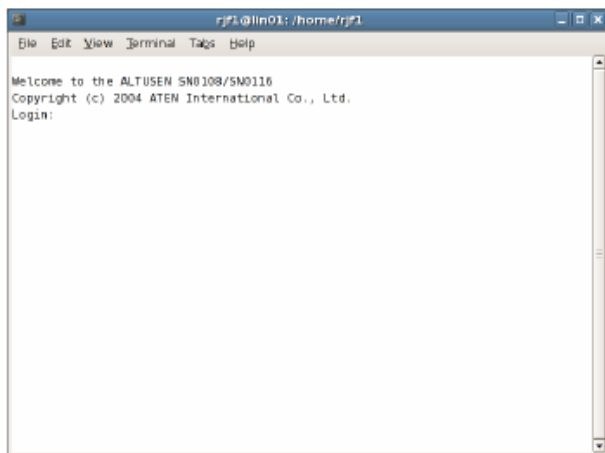 rjf1@lin01: /home/rjf1
File Edit View Terminal Tabs Help
Welcome to the ALTUSEN SN0108/SN0116
Copyright (c) 2004 ATEN International Co., Ltd.
Login: